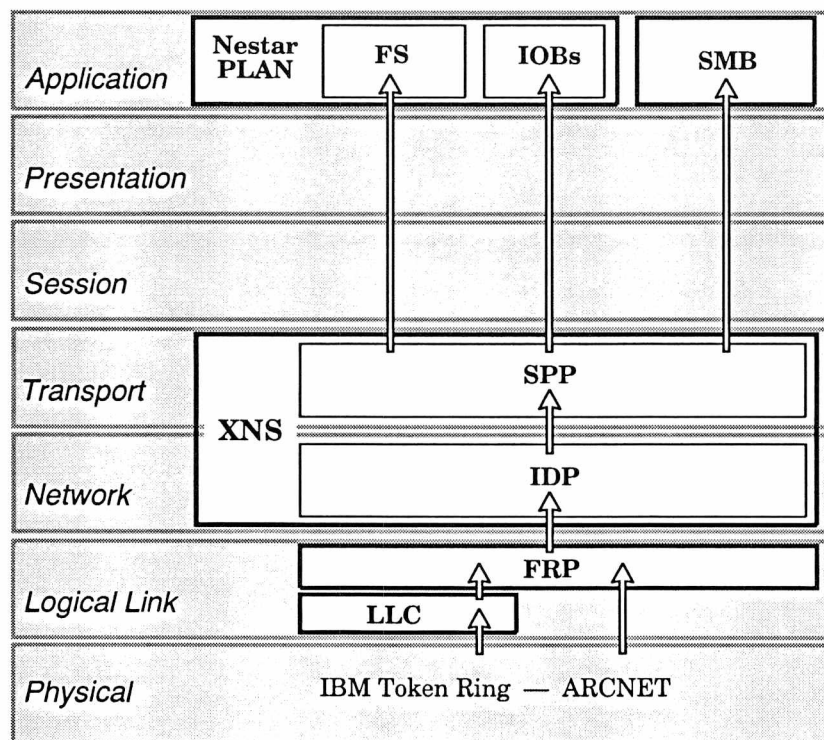 Application
Nestar
PLAN
FS
IOBs
SMB
Presentation
Session
Transport
SPP
XNS
Network
IDP
FRP
Logical Link
LLC
Physical
IBM Token Ring — ARCNET